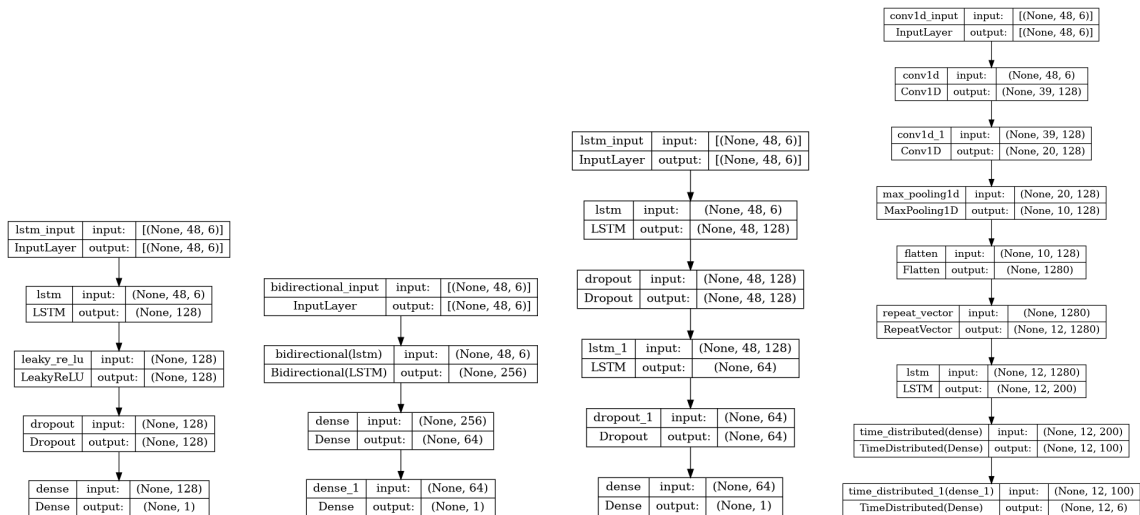 lstm_input input: [(None, 48, 6)]
InputLayer output: [(None, 48, 6)]
lstm input: (None, 48, 6)
LSTM output: (None, 128)
leaky_re_lu input: (None, 128)
LeakyReLU output: (None, 128)
dropout input: (None, 128)
Dropout output: (None, 128)
dense input: (None, 128)
Dense output: (None, 1)
bidirectional_input input: [(None, 48, 6)]
InputLayer output: [(None, 48, 6)]
bidirectional(lstm) input: (None, 48, 6)
Bidirectional(LSTM) output: (None, 256)
dense input: (None, 256)
Dense output: (None, 64)
dense_1 input: (None, 64)
Dense output: (None, 1)
lstm_input input: [(None, 48, 6)]
InputLayer output: [(None, 48, 6)]
lstm input: (None, 48, 6)
LSTM output: (None, 48, 128)
dropout input: (None, 48, 128)
Dropout output: (None, 48, 128)
lstm_1 input: (None, 48, 128)
LSTM output: (None, 64)
dropout_1 input: (None, 64)
Dropout output: (None, 64)
dense input: (None, 64)
Dense output: (None, 1)
conv1d_input input: [(None, 48, 6)]
InputLayer output: [(None, 48, 6)]
conv1d input: (None, 48, 6)
Conv1D output: (None, 39, 128)
conv1d_1 input: (None, 39, 128)
Conv1D output: (None, 20, 128)
max_pooling1d input: (None, 20, 128)
MaxPooling1D output: (None, 10, 128)
flatten input: (None, 10, 128)
Flatten output: (None, 1280)
repeat_vector input: (None, 1280)
RepeatVector output: (None, 12, 1280)
lstm input: (None, 12, 1280)
LSTM output: (None, 12, 200)
time_distributed(dense) input: (None, 12, 200)
TimeDistributed(Dense) output: (None, 12, 100)
time_distributed_1(dense_1) input: (None, 12, 100)
TimeDistributed(Dense) output: (None, 12, 6)